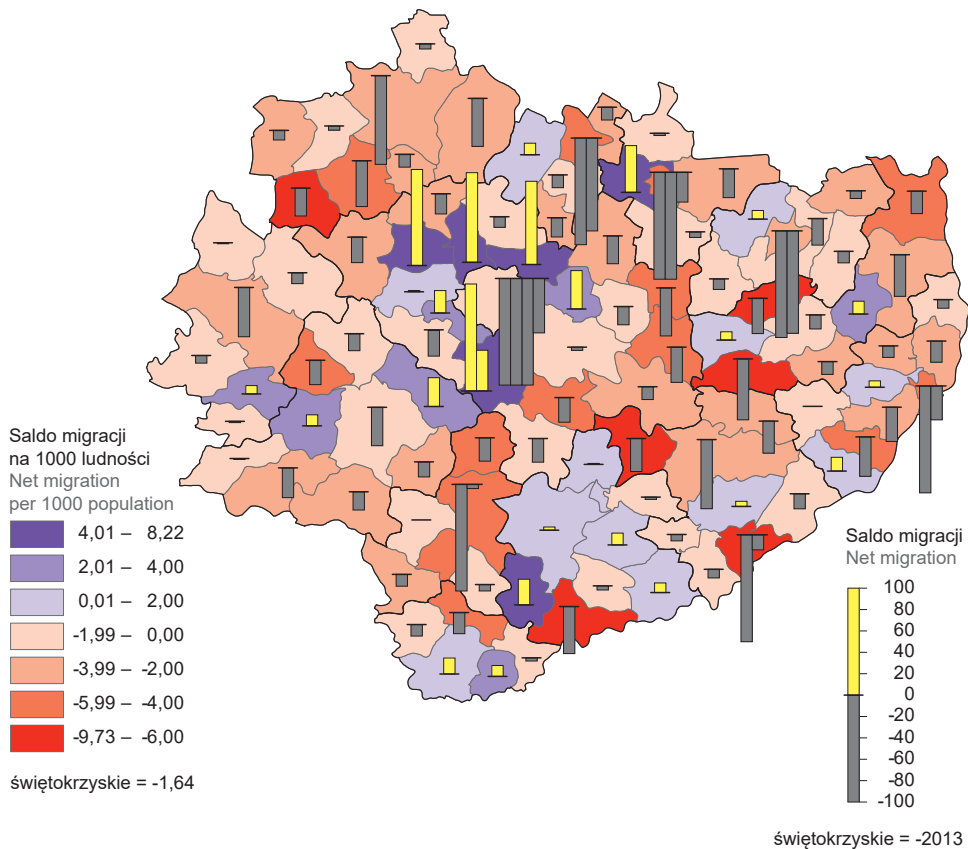 Saldo migracji
na 1000 ludności
Net migration
per 1000 population
4,01 – 8,22
2,01 – 4,00
0,01 – 2,00
-1,99 – 0,00
-3,99 – -2,00
-5,99 – -4,00
-9,73 – -6,00
świętokrzyskie = -1,64
Saldo migracji
Net migration
100
80
60
40
20
0
-20
-40
-60
-80
-100
świętokrzyskie = -2013